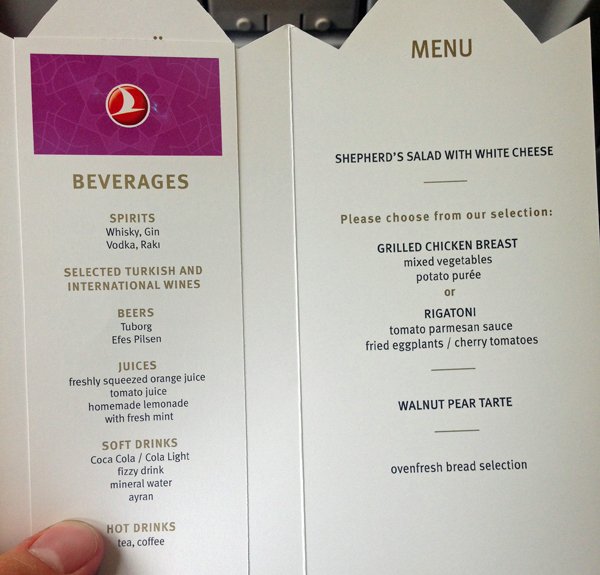 BEVERAGES
SPIRITS
Whisky, Gin
Vodka, Rakı
SELECTED TURKISH AND
INTERNATIONAL WINES
BEERS
Tuborg
Efes Pilsen
JUICES
freshly squeezed orange juice
tomato juice
homemade lemonade
with fresh mint
SOFT DRINKS
Coca Cola / Cola Light
fizzy drink
mineral water
ayran
HOT DRINKS
tea, coffee
MENU
SHEPHERD'S SALAD WITH WHITE CHEESE
Please choose from our selection:
GRILLED CHICKEN BREAST
mixed vegetables
potato purée
or
RIGATONI
tomato parmesan sauce
fried eggplants / cherry tomatoes
WALNUT PEAR TARTE
ovenfresh bread selection